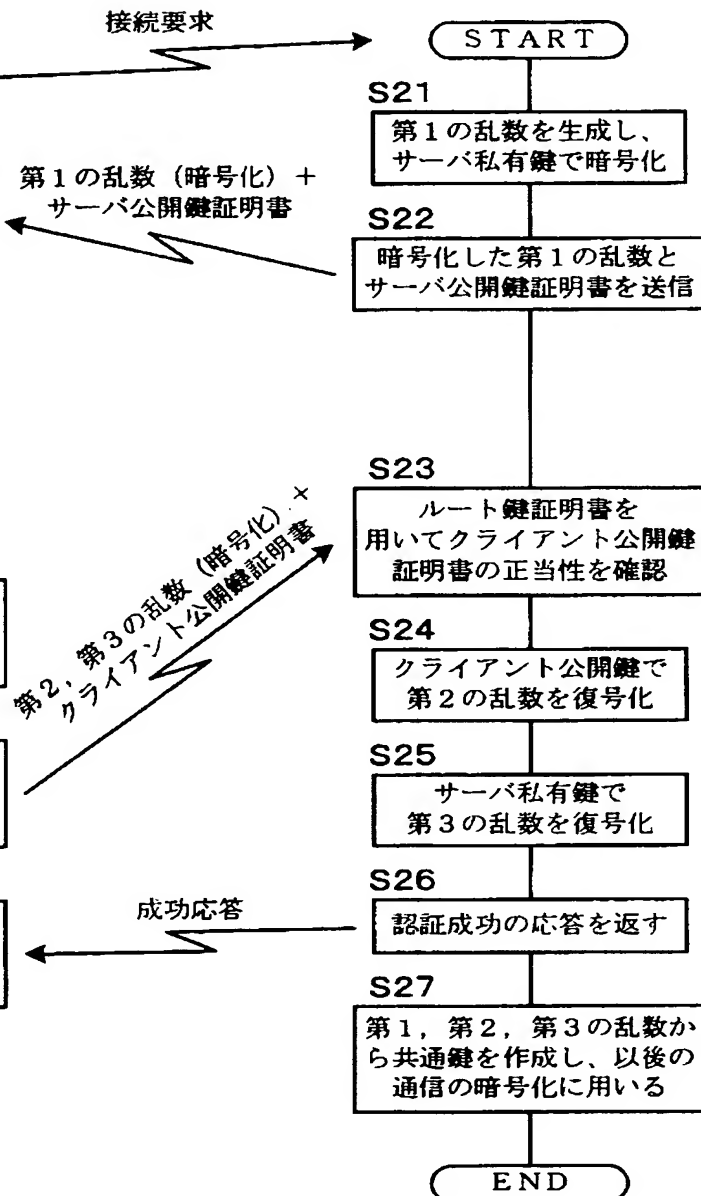 接続要求
START
S21
第1の乱数を生成し、
サーバ私有鍵で暗号化
第1の乱数（暗号化）＋
サーバ公開鍵証明書
S22
暗号化した第1の乱数と
サーバ公開鍵証明書を送信
S23
ルート鍵証明書を
用いてクライアント公開鍵
証明書の正当性を確認
第2，第3の乱数（暗号化）＋
クライアント公開鍵証明書
S24
クライアント公開鍵で
第2の乱数を復号化
S25
サーバ私有鍵で
第3の乱数を復号化
S26
成功応答
認証成功の応答を返す
S27
第1，第2，第3の乱数か
ら共通鍵を作成し、以後の
通信の暗号化に用いる
END